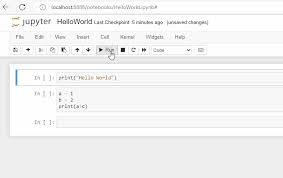 localhost:8888/notebooks/HelloWorld.ipynb#
jupyter HelloWorld Last Checkpoint: 5 minutes ago (unsaved changes)
File Edit View Insert Cell Kernel Widgets Help
Run Code
In [ ]: print("Hello World")
In [ ]: a = 1
b = 2
print(a+c)
In [ ]: